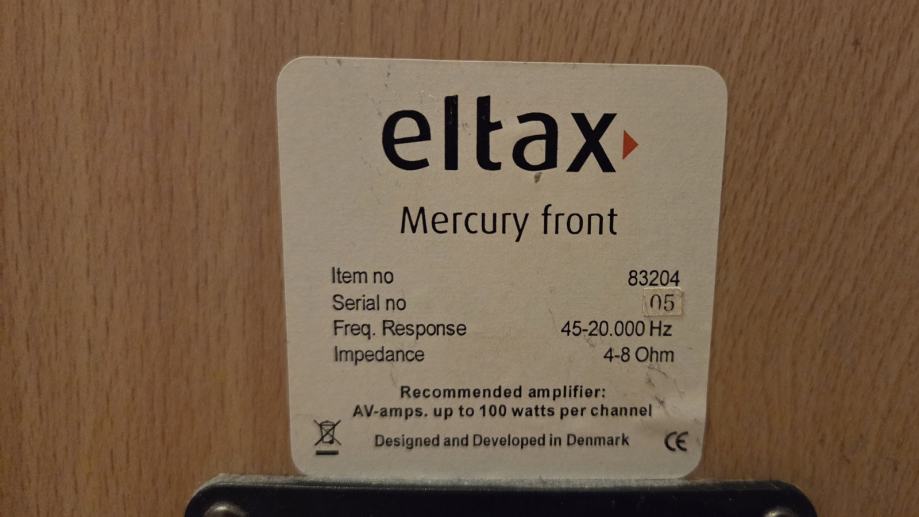 eltax
Mercury front
Item no 83204
Serial no 05
Freq. Response 45-20.000 Hz
Impedance 4-8 Ohm
Recommended amplifier:
AV-amps. up to 100 watts per channel
Designed and Developed in Denmark CE